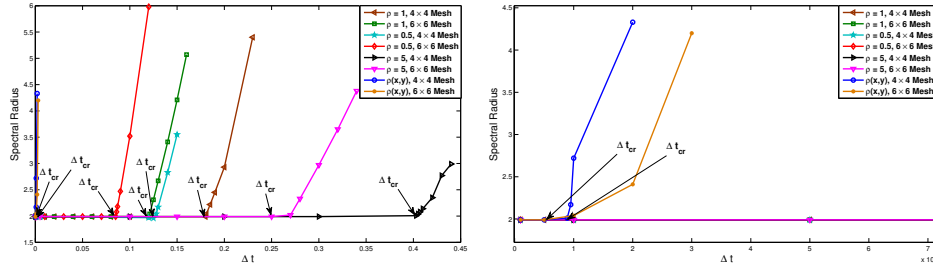 6
5.5
5
4.5
4
3.5
3
2.5
2
1.5
Spectral Radius
0
0.05
0.1
0.15
0.2
0.25
0.3
0.35
0.4
0.45
Δ t
ρ = 1, 4 × 4 Mesh
ρ = 1, 6 × 6 Mesh
ρ = 0.5, 4 × 4 Mesh
ρ = 0.5, 6 × 6 Mesh
ρ = 5, 4 × 4 Mesh
ρ = 5, 6 × 6 Mesh
ρ(x,y), 4 × 4 Mesh
ρ(x,y), 6 × 6 Mesh
Δ t_cr
Δ t_cr
Δ t_cr
Δ t_cr
Δ t_cr
Δ t_cr
Δ t_cr
4.5
4
3.5
3
2.5
2
1.5
Spectral Radius
0
1
2
3
4
5
6
7
x 10
Δ t
ρ = 1, 4 × 4 Mesh
ρ = 1, 6 × 6 Mesh
ρ = 0.5, 4 × 4 Mesh
ρ = 0.5, 6 × 6 Mesh
ρ = 5, 4 × 4 Mesh
ρ = 5, 6 × 6 Mesh
ρ(x,y), 4 × 4 Mesh
ρ(x,y), 6 × 6 Mesh
Δ t_cr
Δ t_cr